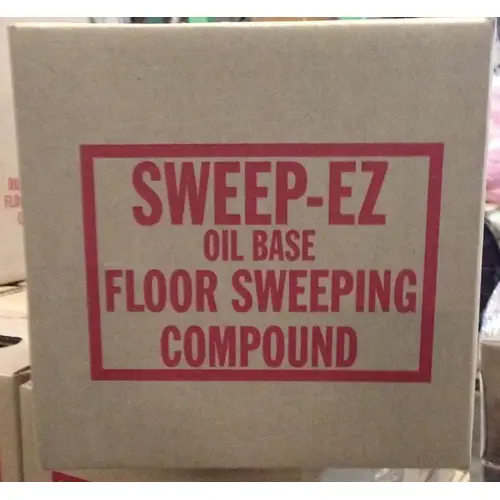 SWEEP-EZ
OIL BASE
FLOOR SWEEPING
COMPOUND